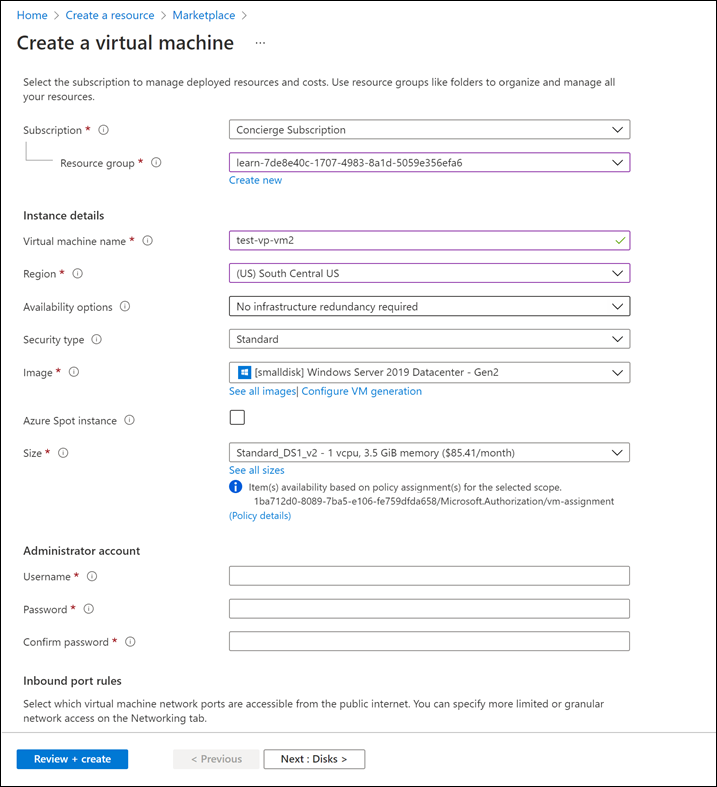 Home > Create a resource > Marketplace >
Create a virtual machine ...
Select the subscription to manage deployed resources and costs. Use resource groups like folders to organize and manage all
your resources.
Subscription * Concierge Subscription
Resource group * learn-7de8e40c-1707-4983-8a1d-5059e356efa6
Create new
Instance details
Virtual machine name * test-vp-vm2
Region * (US) South Central US
Availability options No infrastructure redundancy required
Security type Standard
Image * [smalldisk] Windows Server 2019 Datacenter - Gen2
See all images| Configure VM generation
Azure Spot instance
Size * Standard_DS1_v2 - 1 vcpu, 3.5 GiB memory ($85.41/month)
See all sizes
Item(s) availability based on policy assignment(s) for the selected scope.
1ba712d0-8089-7ba5-e106-fe759dfda658/Microsoft.Authorization/vm-assignment
(Policy details)
Administrator account
Username *
Password *
Confirm password *
Inbound port rules
Select which virtual machine network ports are accessible from the public internet. You can specify more limited or granular
network access on the Networking tab.
Review + create < Previous Next : Disks >